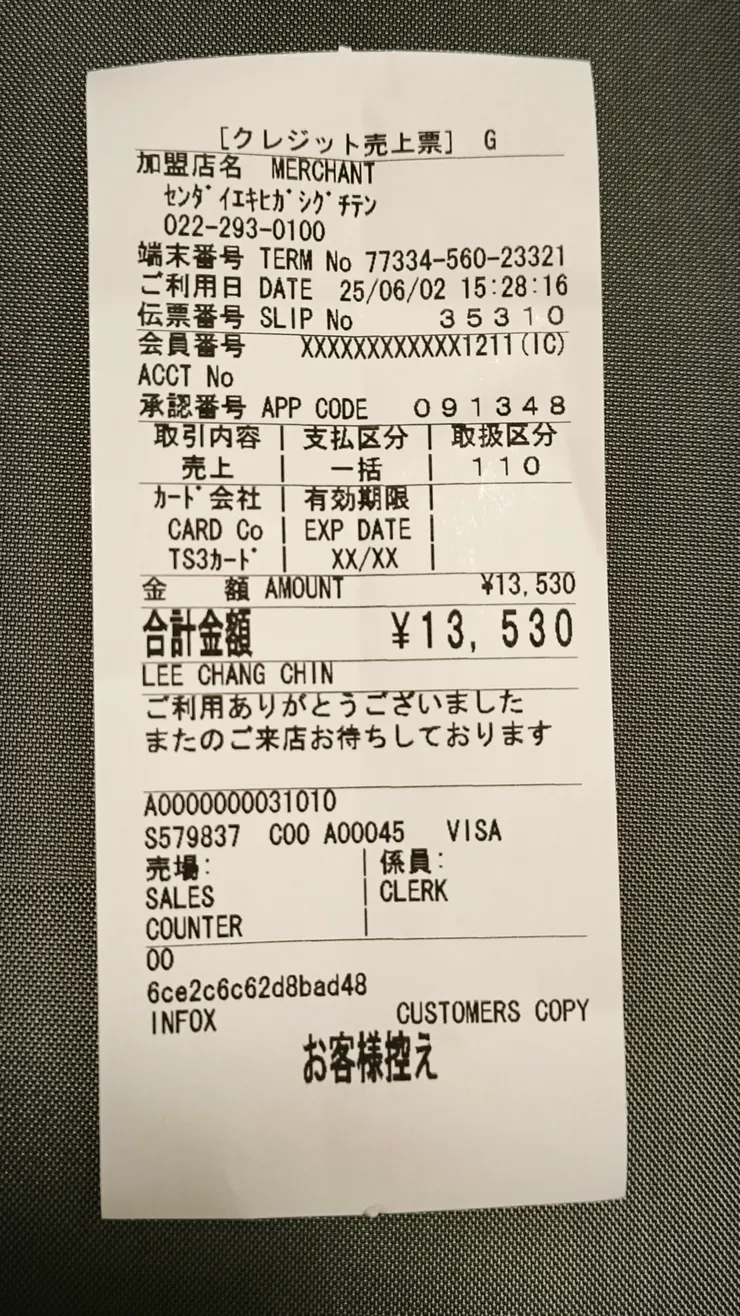 [クレジット売上票] G
加盟店名 MERCHANT
ｾﾝﾀﾞｲｴｷﾋｶﾞｼｸﾞﾁﾃﾝ
022-293-0100
端末番号 TERM No 77334-560-23321
ご利用日 DATE 25/06/02 15:28:16
伝票番号 SLIP No ３５３１０
会員番号 XXXXXXXXXXXX1211(IC)
ACCT No
承認番号 APP CODE ０９１３４８
取引内容 | 支払区分 | 取扱区分
売上 | 一括 | １１０
ｶｰﾄﾞ会社 | 有効期限 |
CARD Co | EXP DATE |
TS3ｶｰﾄﾞ | XX/XX |
金 額 AMOUNT ¥13,530
合計金額 ¥13,530
LEE CHANG CHIN
ご利用ありがとうございました
またのご来店お待ちしております
A0000000031010
S579837 C00 A00045 VISA
売場: | 係員:
SALES | CLERK
COUNTER |
00
6ce2c6c62d8bad48
INFOX CUSTOMERS COPY
お客様控え